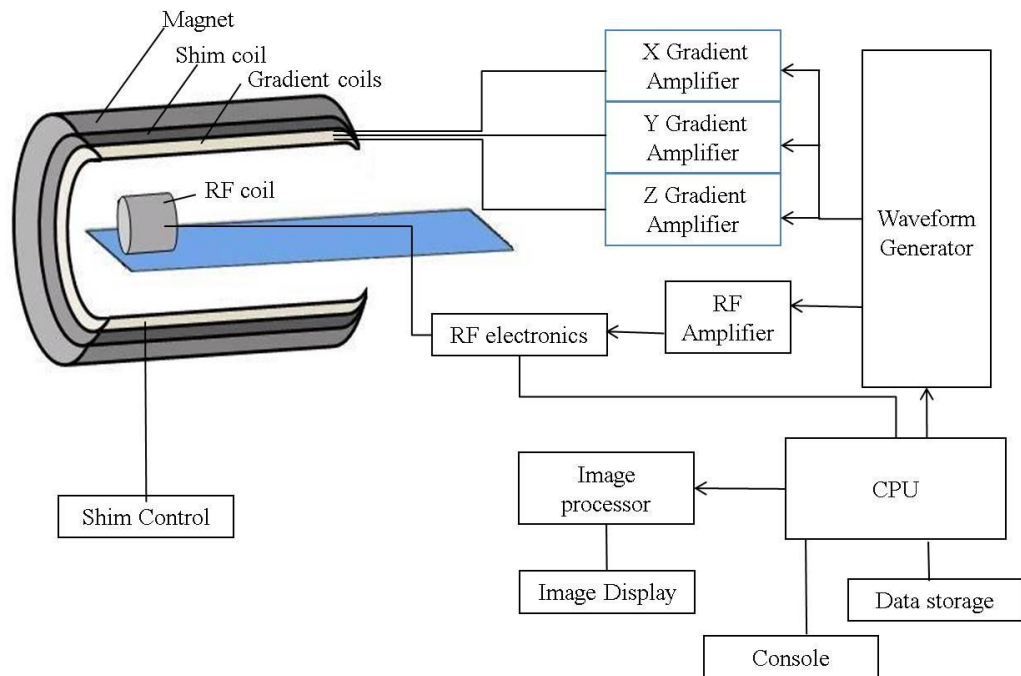 Magnet
Shim coil
Gradient coils
RF coil
X Gradient
Amplifier
Y Gradient
Amplifier
Z Gradient
Amplifier
Waveform
Generator
RF
Amplifier
RF electronics
Image
processor
CPU
Shim Control
Image Display
Data storage
Console